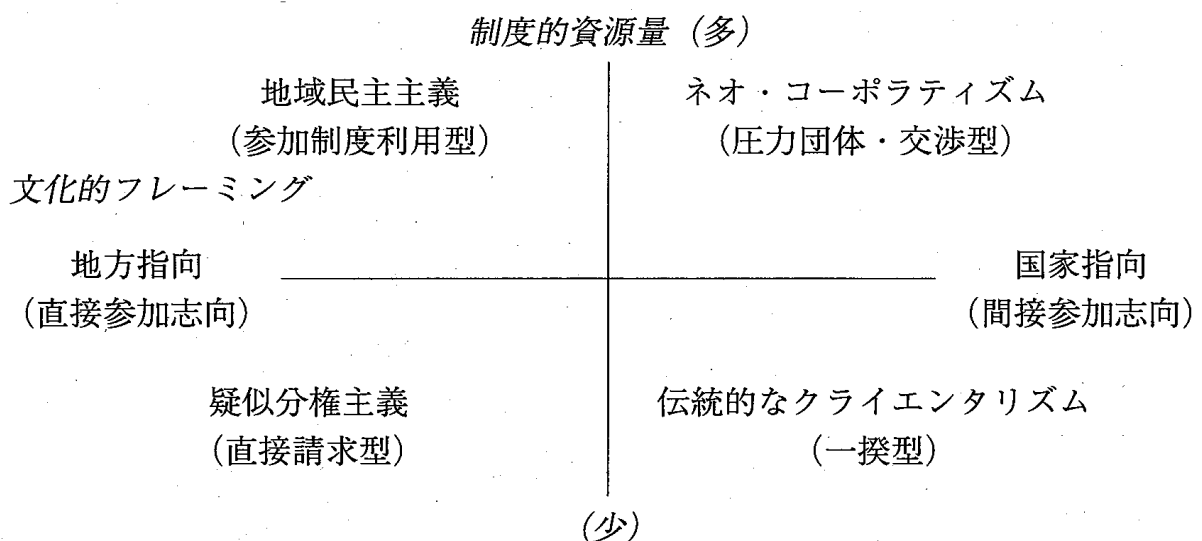 制度的資源量（多）
地域民主主義
（参加制度利用型）
ネオ・コーポラティズム
（圧力団体・交渉型）
文化的フレーミング
地方指向
（直接参加志向）
国家指向
（間接参加志向）
疑似分権主義
（直接請求型）
伝統的なクライエンタリズム
（一揆型）
（少）